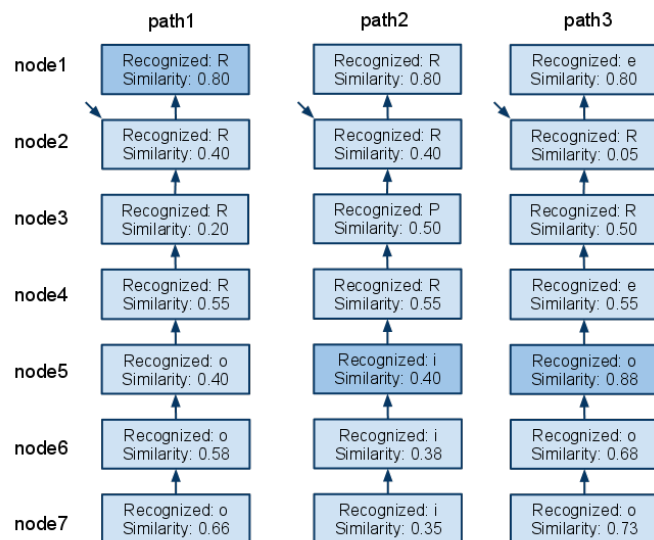 path1 path2 path3
node1
Recognized: R
Similarity: 0.80
Recognized: R
Similarity: 0.80
Recognized: e
Similarity: 0.80
node2
Recognized: R
Similarity: 0.40
Recognized: R
Similarity: 0.40
Recognized: R
Similarity: 0.05
node3
Recognized: R
Similarity: 0.20
Recognized: P
Similarity: 0.50
Recognized: R
Similarity: 0.50
node4
Recognized: R
Similarity: 0.55
Recognized: R
Similarity: 0.55
Recognized: e
Similarity: 0.55
node5
Recognized: o
Similarity: 0.40
Recognized: i
Similarity: 0.40
Recognized: o
Similarity: 0.88
node6
Recognized: o
Similarity: 0.58
Recognized: i
Similarity: 0.38
Recognized: o
Similarity: 0.68
node7
Recognized: o
Similarity: 0.66
Recognized: i
Similarity: 0.35
Recognized: o
Similarity: 0.73